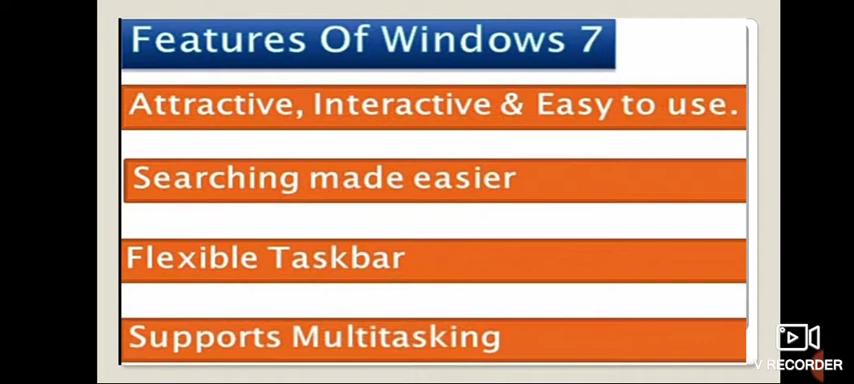 Features Of Windows 7
Attractive, Interactive & Easy to use.
Searching made easier
Flexible Taskbar
Supports Multitasking
V RECORDER